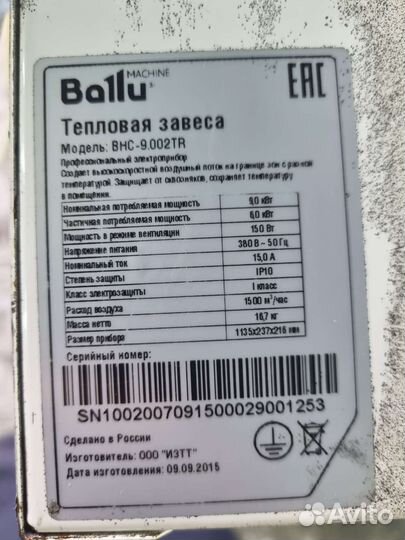 Ballu MACHINE
EAC
Тепловая завеса
Модель: BHC-9.002TR
Профессиональный электроприбор
Создает высокоскоростной воздушный поток на границе зон с разной
температурой. Защищает от сквозняков, сохраняет температуру
в помещении.
Номинальная потребляемая мощность 9,0 кВт
Частичная потребляемая мощность 6,0 кВт
Мощность в режиме вентиляции 150 Вт
Напряжение питания 380 В ~ 50 Гц
Номинальный ток 15,0 А
Степень защиты IP10
Класс электрозащиты I класс
Расход воздуха 1500 м³/час
Масса нетто 16,7 кг
Размер прибора 1135x237x216 мм
Серийный номер:
SN10020070915000029001253
Сделано в России
Изготовитель: ООО "ИЗТТ"
Дата изготовления: 09.09.2015
Avito